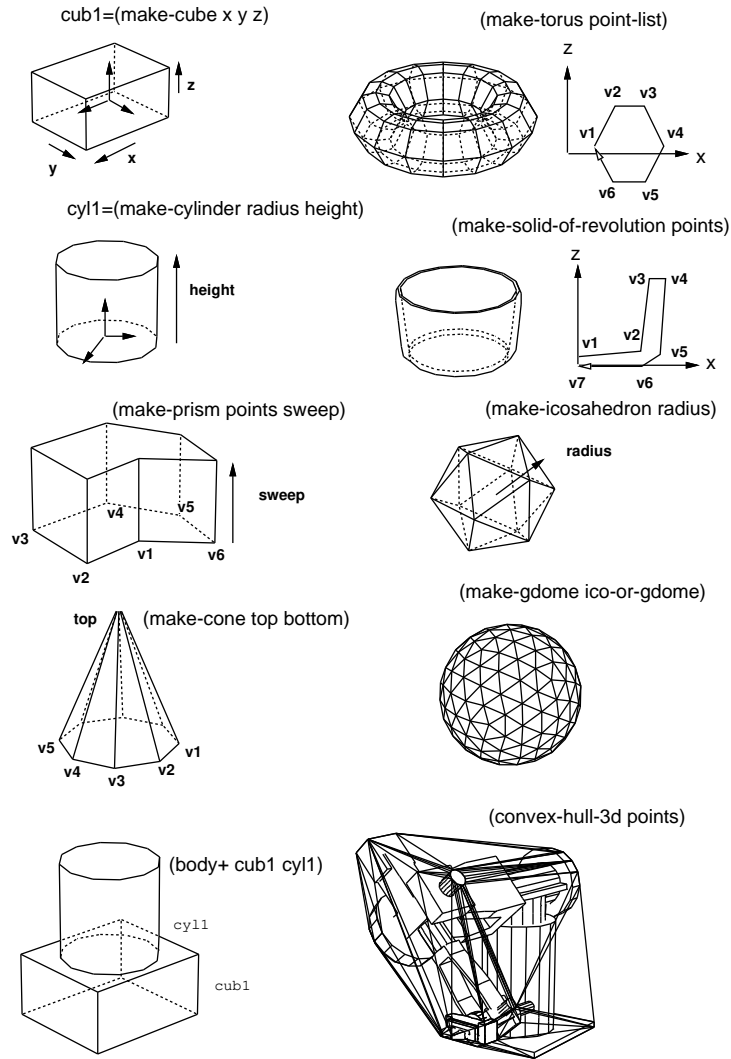 cub1=(make-cube x y z)
z
y
x
(make-torus point-list)
Z
v2 v3
v1 v4
X
v6 v5
cyl1=(make-cylinder radius height)
height
(make-solid-of-revolution points)
Z
v3 v4
v1 v2
v5
X
v7 v6
(make-prism points sweep)
sweep
v4 v5
v3
v1 v6
v2
(make-icosahedron radius)
radius
top (make-cone top bottom)
v5 v1
v4 v2
v3
(make-gdome ico-or-gdome)
(body+ cub1 cyl1)
cyl1
cub1
(convex-hull-3d points)